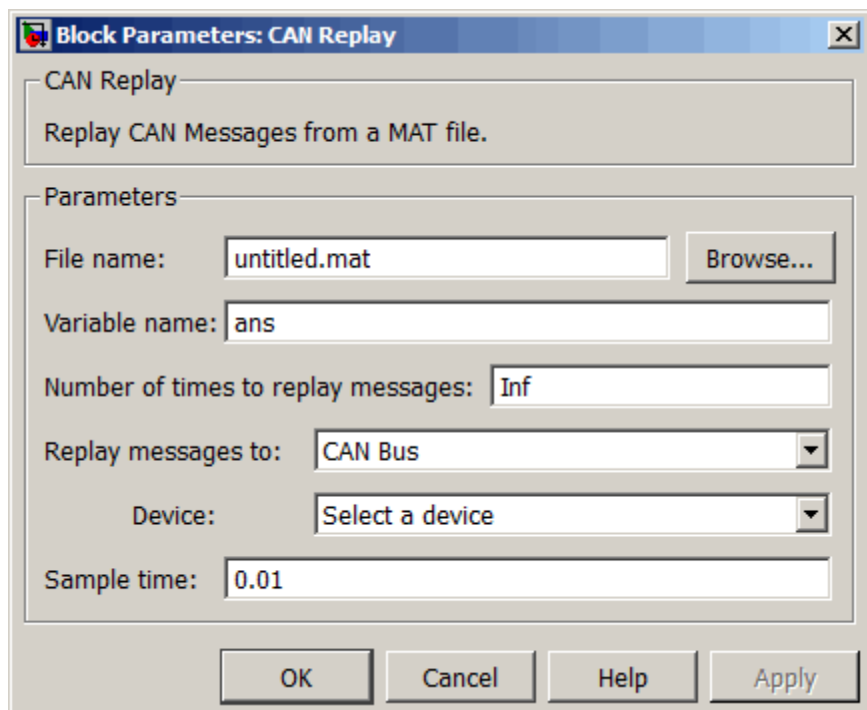 Block Parameters: CAN Replay
CAN Replay
Replay CAN Messages from a MAT file.
Parameters
File name: untitled.mat Browse...
Variable name: ans
Number of times to replay messages: Inf
Replay messages to: CAN Bus
Device: Select a device
Sample time: 0.01
OK Cancel Help Apply